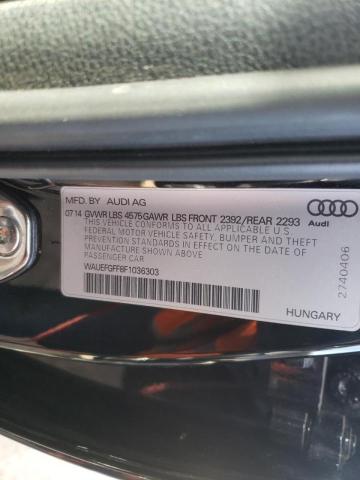 MFD. BY AUDI AG
07 14 GVWR LBS 4575 GAWR LBS FRONT 2392/REAR 2293
THIS VEHICLE CONFORMS TO ALL APPLICABLE U.S.
FEDERAL MOTOR VEHICLE SAFETY, BUMPER AND THEFT
PREVENTION STANDARDS IN EFFECT ON THE DATE OF
MANUFACTURE SHOWN ABOVE
PASSENGER CAR
WAUEFGFF8F1036303
Audi
2740406
HUNGARY